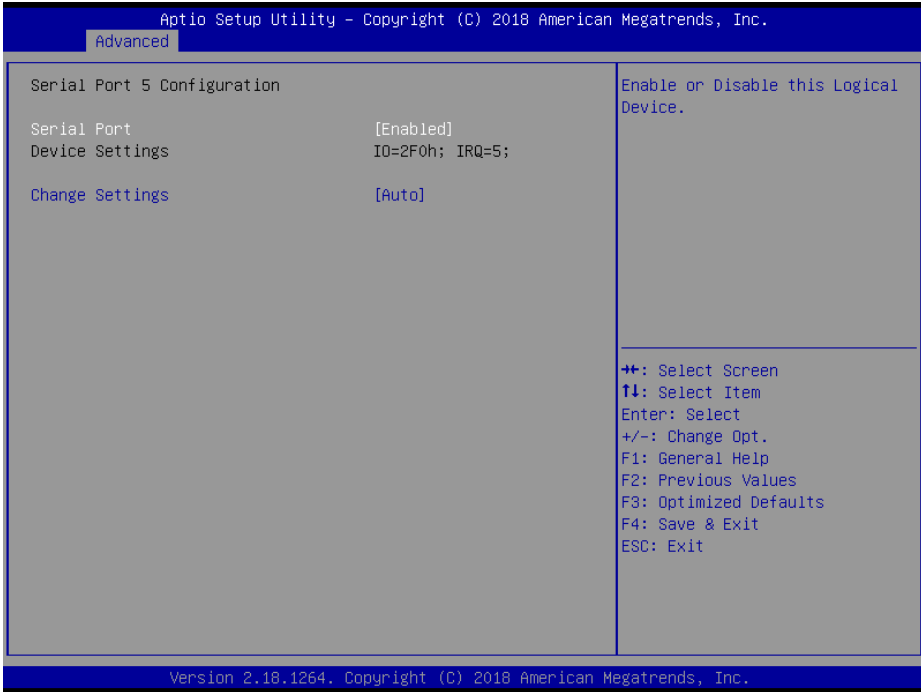 Aptio Setup Utility – Copyright (C) 2018 American Megatrends, Inc.
Advanced
Serial Port 5 Configuration
Serial Port [Enabled]
Device Settings IO=2F0h; IRQ=5;
Change Settings [Auto]
Enable or Disable this Logical
Device.
→←: Select Screen
↑↓: Select Item
Enter: Select
+/-: Change Opt.
F1: General Help
F2: Previous Values
F3: Optimized Defaults
F4: Save & Exit
ESC: Exit
Version 2.18.1264. Copyright (C) 2018 American Megatrends, Inc.